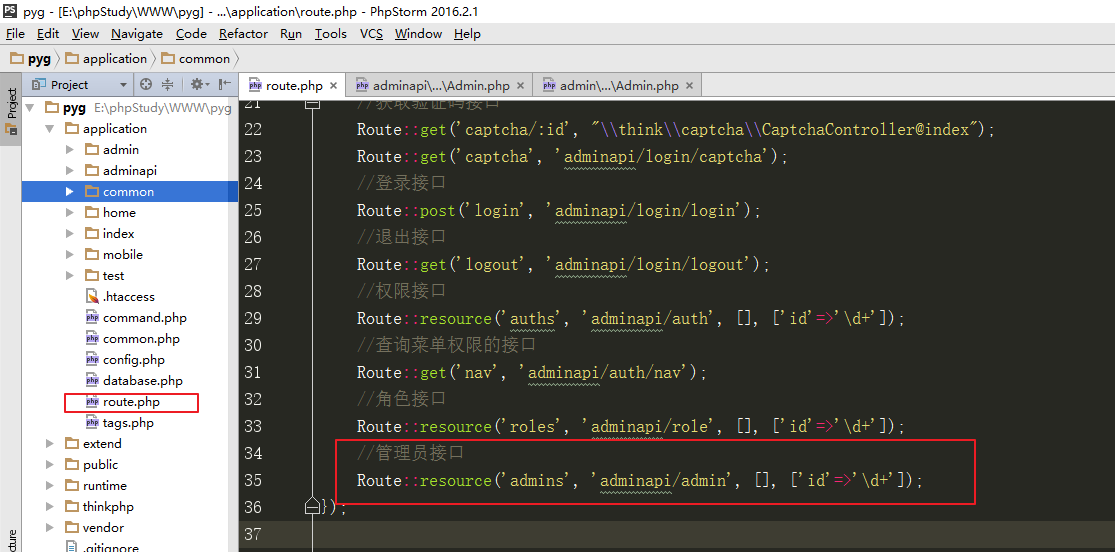 pyg - [E:\phpStudy\WWW\pyg] - ...\application\route.php - PhpStorm 2016.2.1
File Edit View Navigate Code Refactor Run Tools VCS Window Help
pyg application common
Project
route.php adminapi\...\Admin.php admin\...\Admin.php
Project
pyg E:\phpStudy\WWW\pyg
application
admin
adminapi
common
home
index
mobile
test
.htaccess
command.php
common.php
config.php
database.php
route.php
tags.php
extend
public
runtime
thinkphp
vendor
.gitignore
21 //获取验证码接口
22 Route::get('captcha/:id', "\\think\\captcha\\CaptchaController@index");
23 Route::get('captcha', 'adminapi/login/captcha');
24 //登录接口
25 Route::post('login', 'adminapi/login/login');
26 //退出接口
27 Route::get('logout', 'adminapi/login/logout');
28 //权限接口
29 Route::resource('auths', 'adminapi/auth', [], ['id'=>'\d+']);
30 //查询菜单权限的接口
31 Route::get('nav', 'adminapi/auth/nav');
32 //角色接口
33 Route::resource('roles', 'adminapi/role', [], ['id'=>'\d+']);
34 //管理员接口
35 Route::resource('admins', 'adminapi/admin', [], ['id'=>'\d+']);
36 });
37